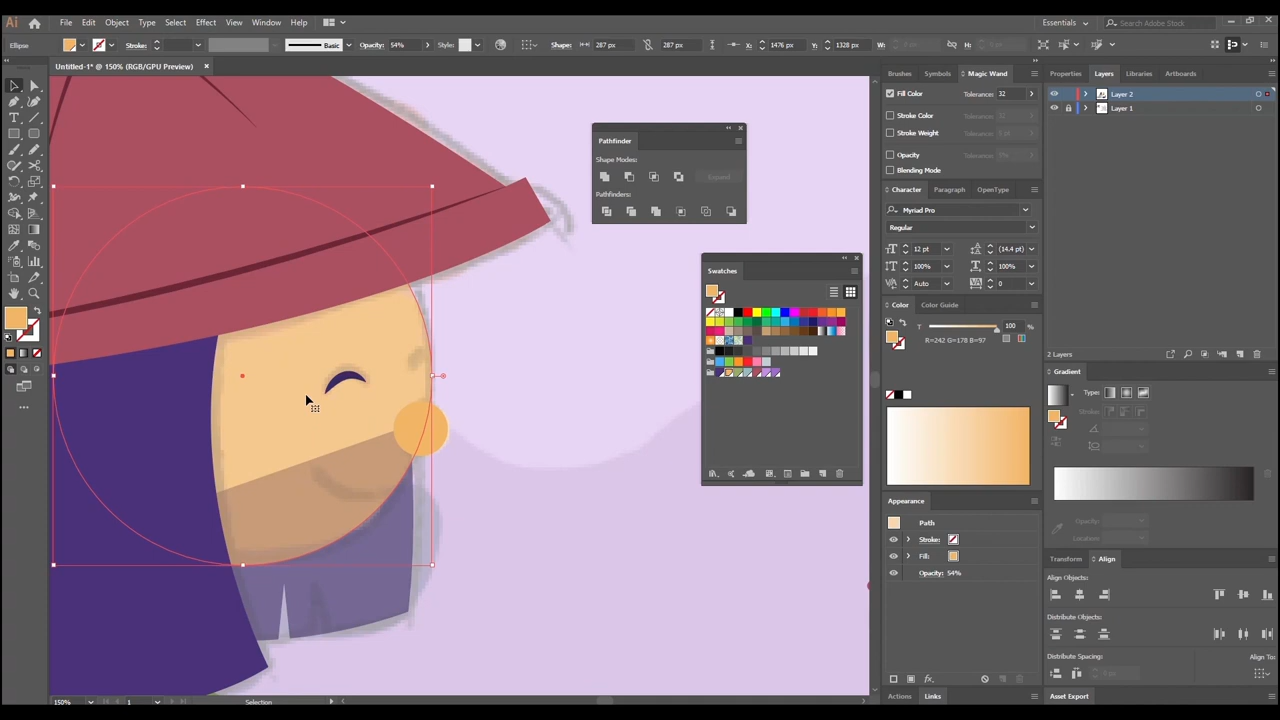 Ai File Edit Object Type Select Effect View Window Help Essentials Search Adobe Stock
Ellipse Stroke: Basic Opacity: 54% Style: Shape: 287 px 287 px X: 1476 px Y: 1328 px W: H:
Untitled-1* @ 150% (RGB/GPU Preview) ×
Brushes Symbols Magic Wand
Fill Color Tolerance: 32
Stroke Color
Stroke Weight
Opacity
Blending Mode
Character Paragraph OpenType
Myriad Pro
Regular
12 pt (14.4 pt)
100% 100%
Auto 0
Color Color Guide
T 100 %
R=242 G=178 B=97
Appearance
Path
Stroke:
Fill:
Opacity: 54%
Actions Links
Properties Layers Libraries Artboards
Layer 2
Layer 1
2 Layers
Gradient
Type:
Opacity:
Location:
Transform Align
Align Objects:
Distribute Objects:
Distribute Spacing: Align To:
Asset Export
Pathfinder
Shape Modes:
Expand
Pathfinders:
Swatches
150% 1 Selection